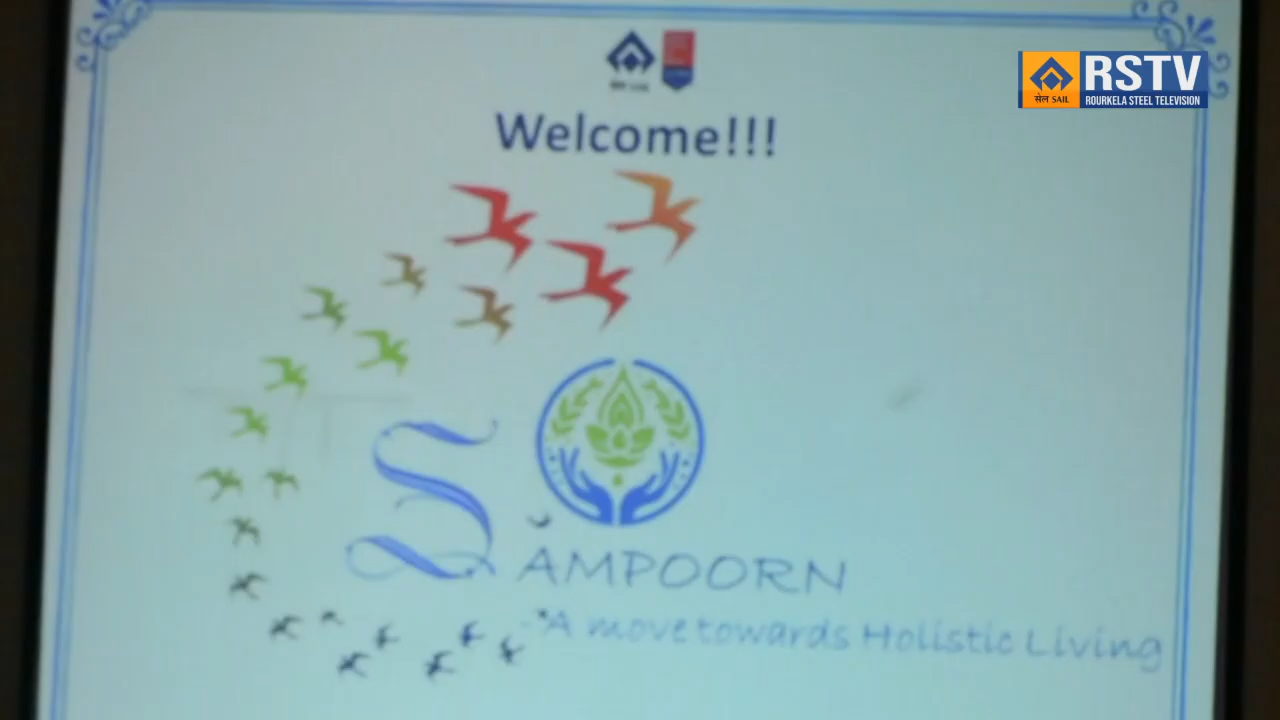 RSTV
सेल SAIL
ROURKELA STEEL TELEVISION
Welcome!!!
SAMPOORN
"A move towards Holistic Living